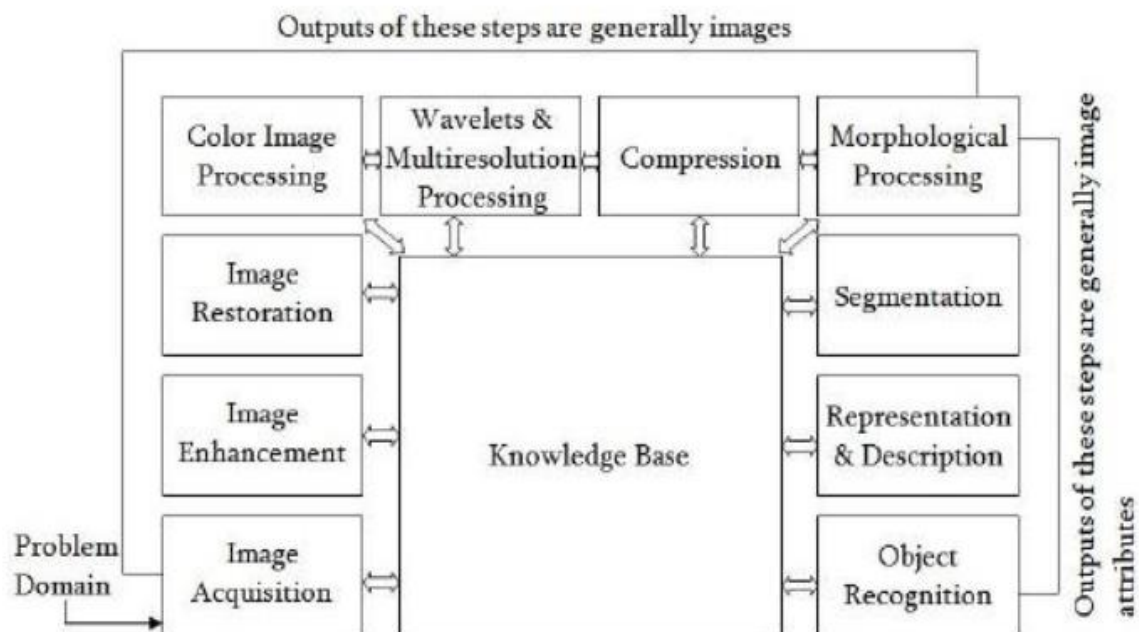 Outputs of these steps are generally images
Color Image
Processing
Wavelets &
Multiresolution
Processing
Compression
Morphological
Processing
Image
Restoration
Segmentation
Image
Enhancement
Knowledge Base
Representation
& Description
Problem
Domain
Image
Acquisition
Object
Recognition
Outputs of these steps are generally image
attributes